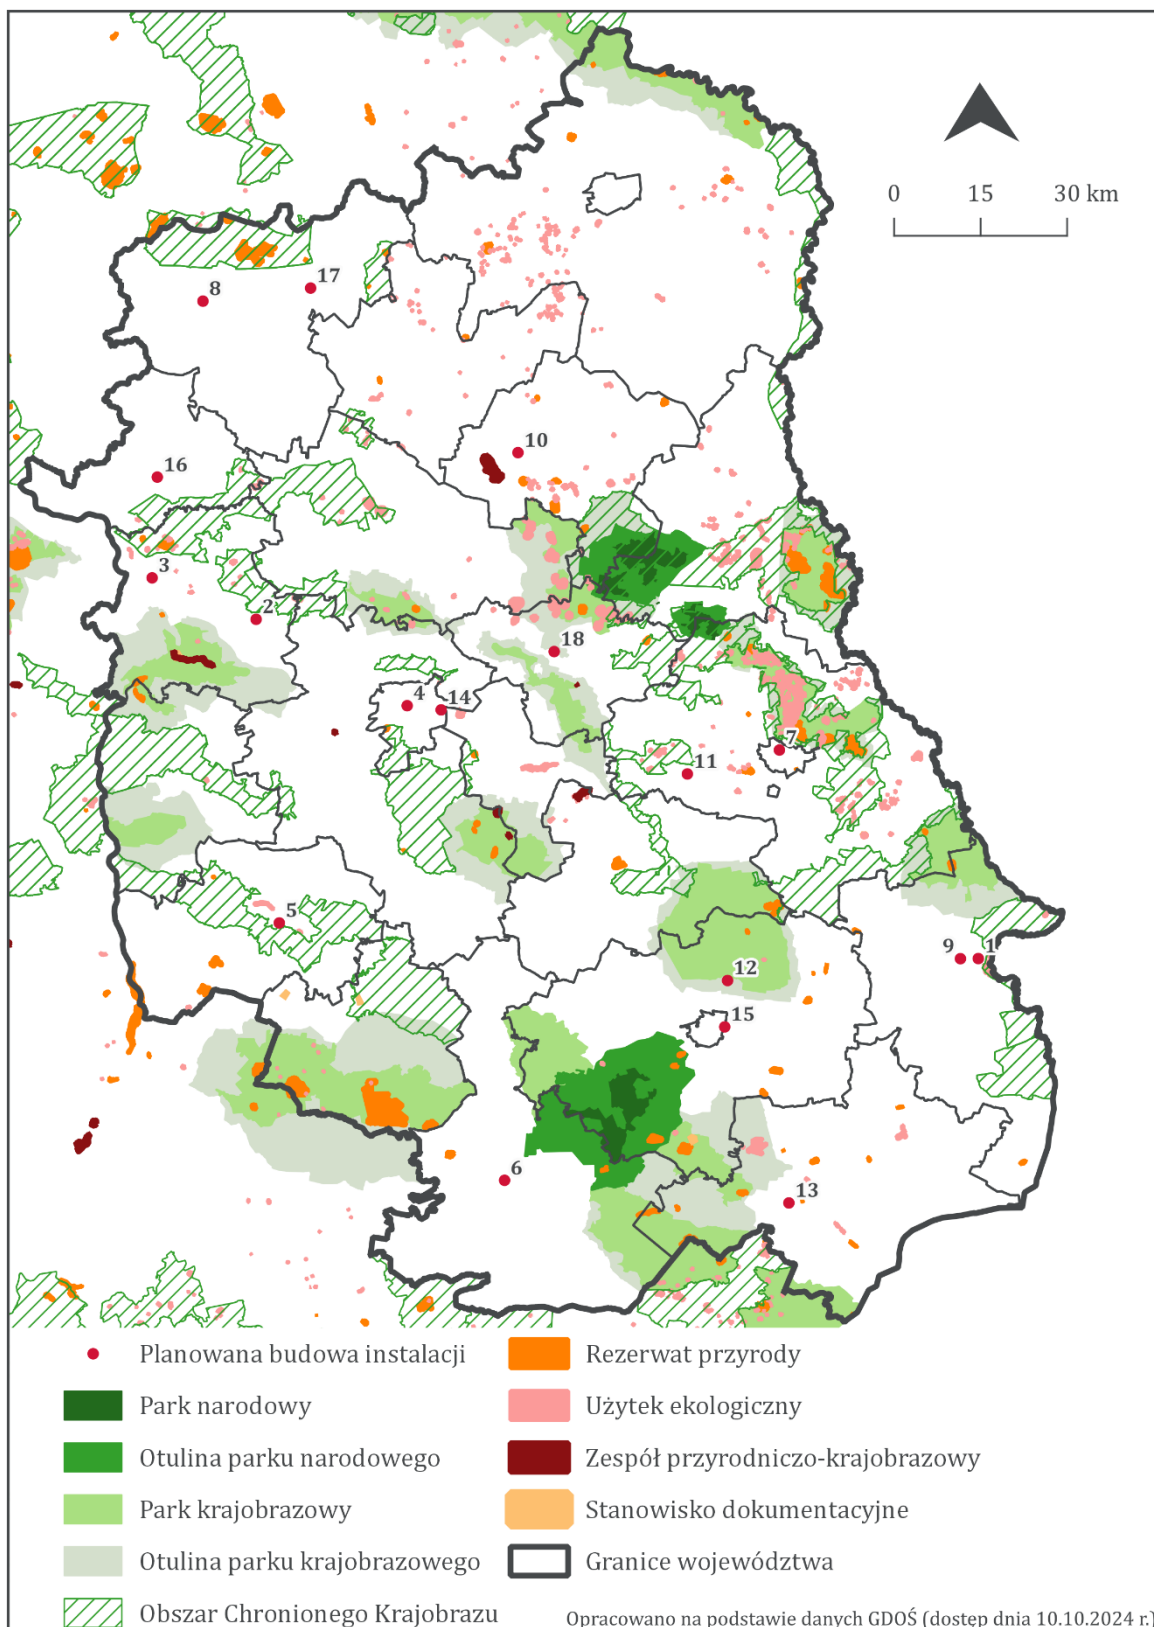 0 15 30 km
17
8
10
16
3
2
18
4
14
7
11
5
9
1
12
15
6
13
Planowana budowa instalacji
Park narodowy
Otulina parku narodowego
Park krajobrazowy
Otulina parku krajobrazowego
Obszar Chronionego Krajobrazu
Rezerwat przyrody
Użytek ekologiczny
Zespół przyrodniczo-krajobrazowy
Stanowisko dokumentacyjne
Granice województwa
Opracowano na podstawie danych GDOŚ (dostęp dnia 10.10.2024 r.)